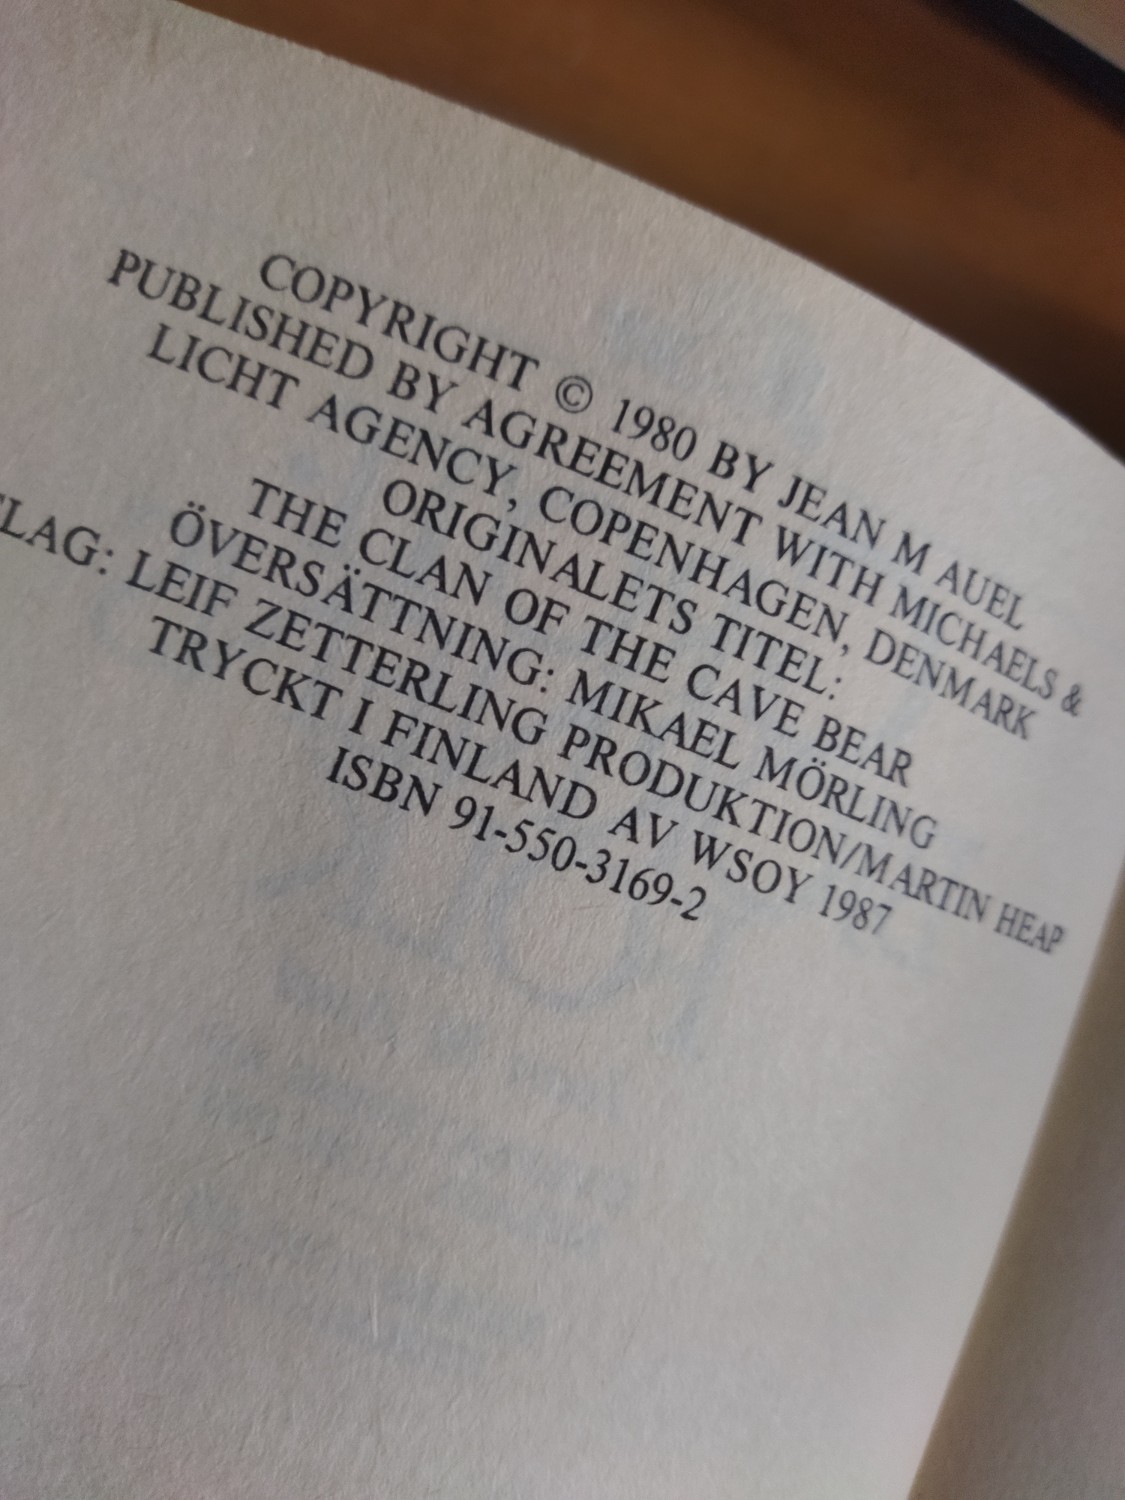 COPYRIGHT © 1980 BY JEAN M AUEL
PUBLISHED BY AGREEMENT WITH MICHAELS &
LICHT AGENCY, COPENHAGEN, DENMARK
ORIGINALETS TITEL:
THE CLAN OF THE CAVE BEAR
ÖVERSÄTTNING: MIKAEL MÖRLING
LAG: LEIF ZETTERLING PRODUKTION/MARTIN HEAP
TRYCKT I FINLAND AV WSOY 1987
ISBN 91-550-3169-2